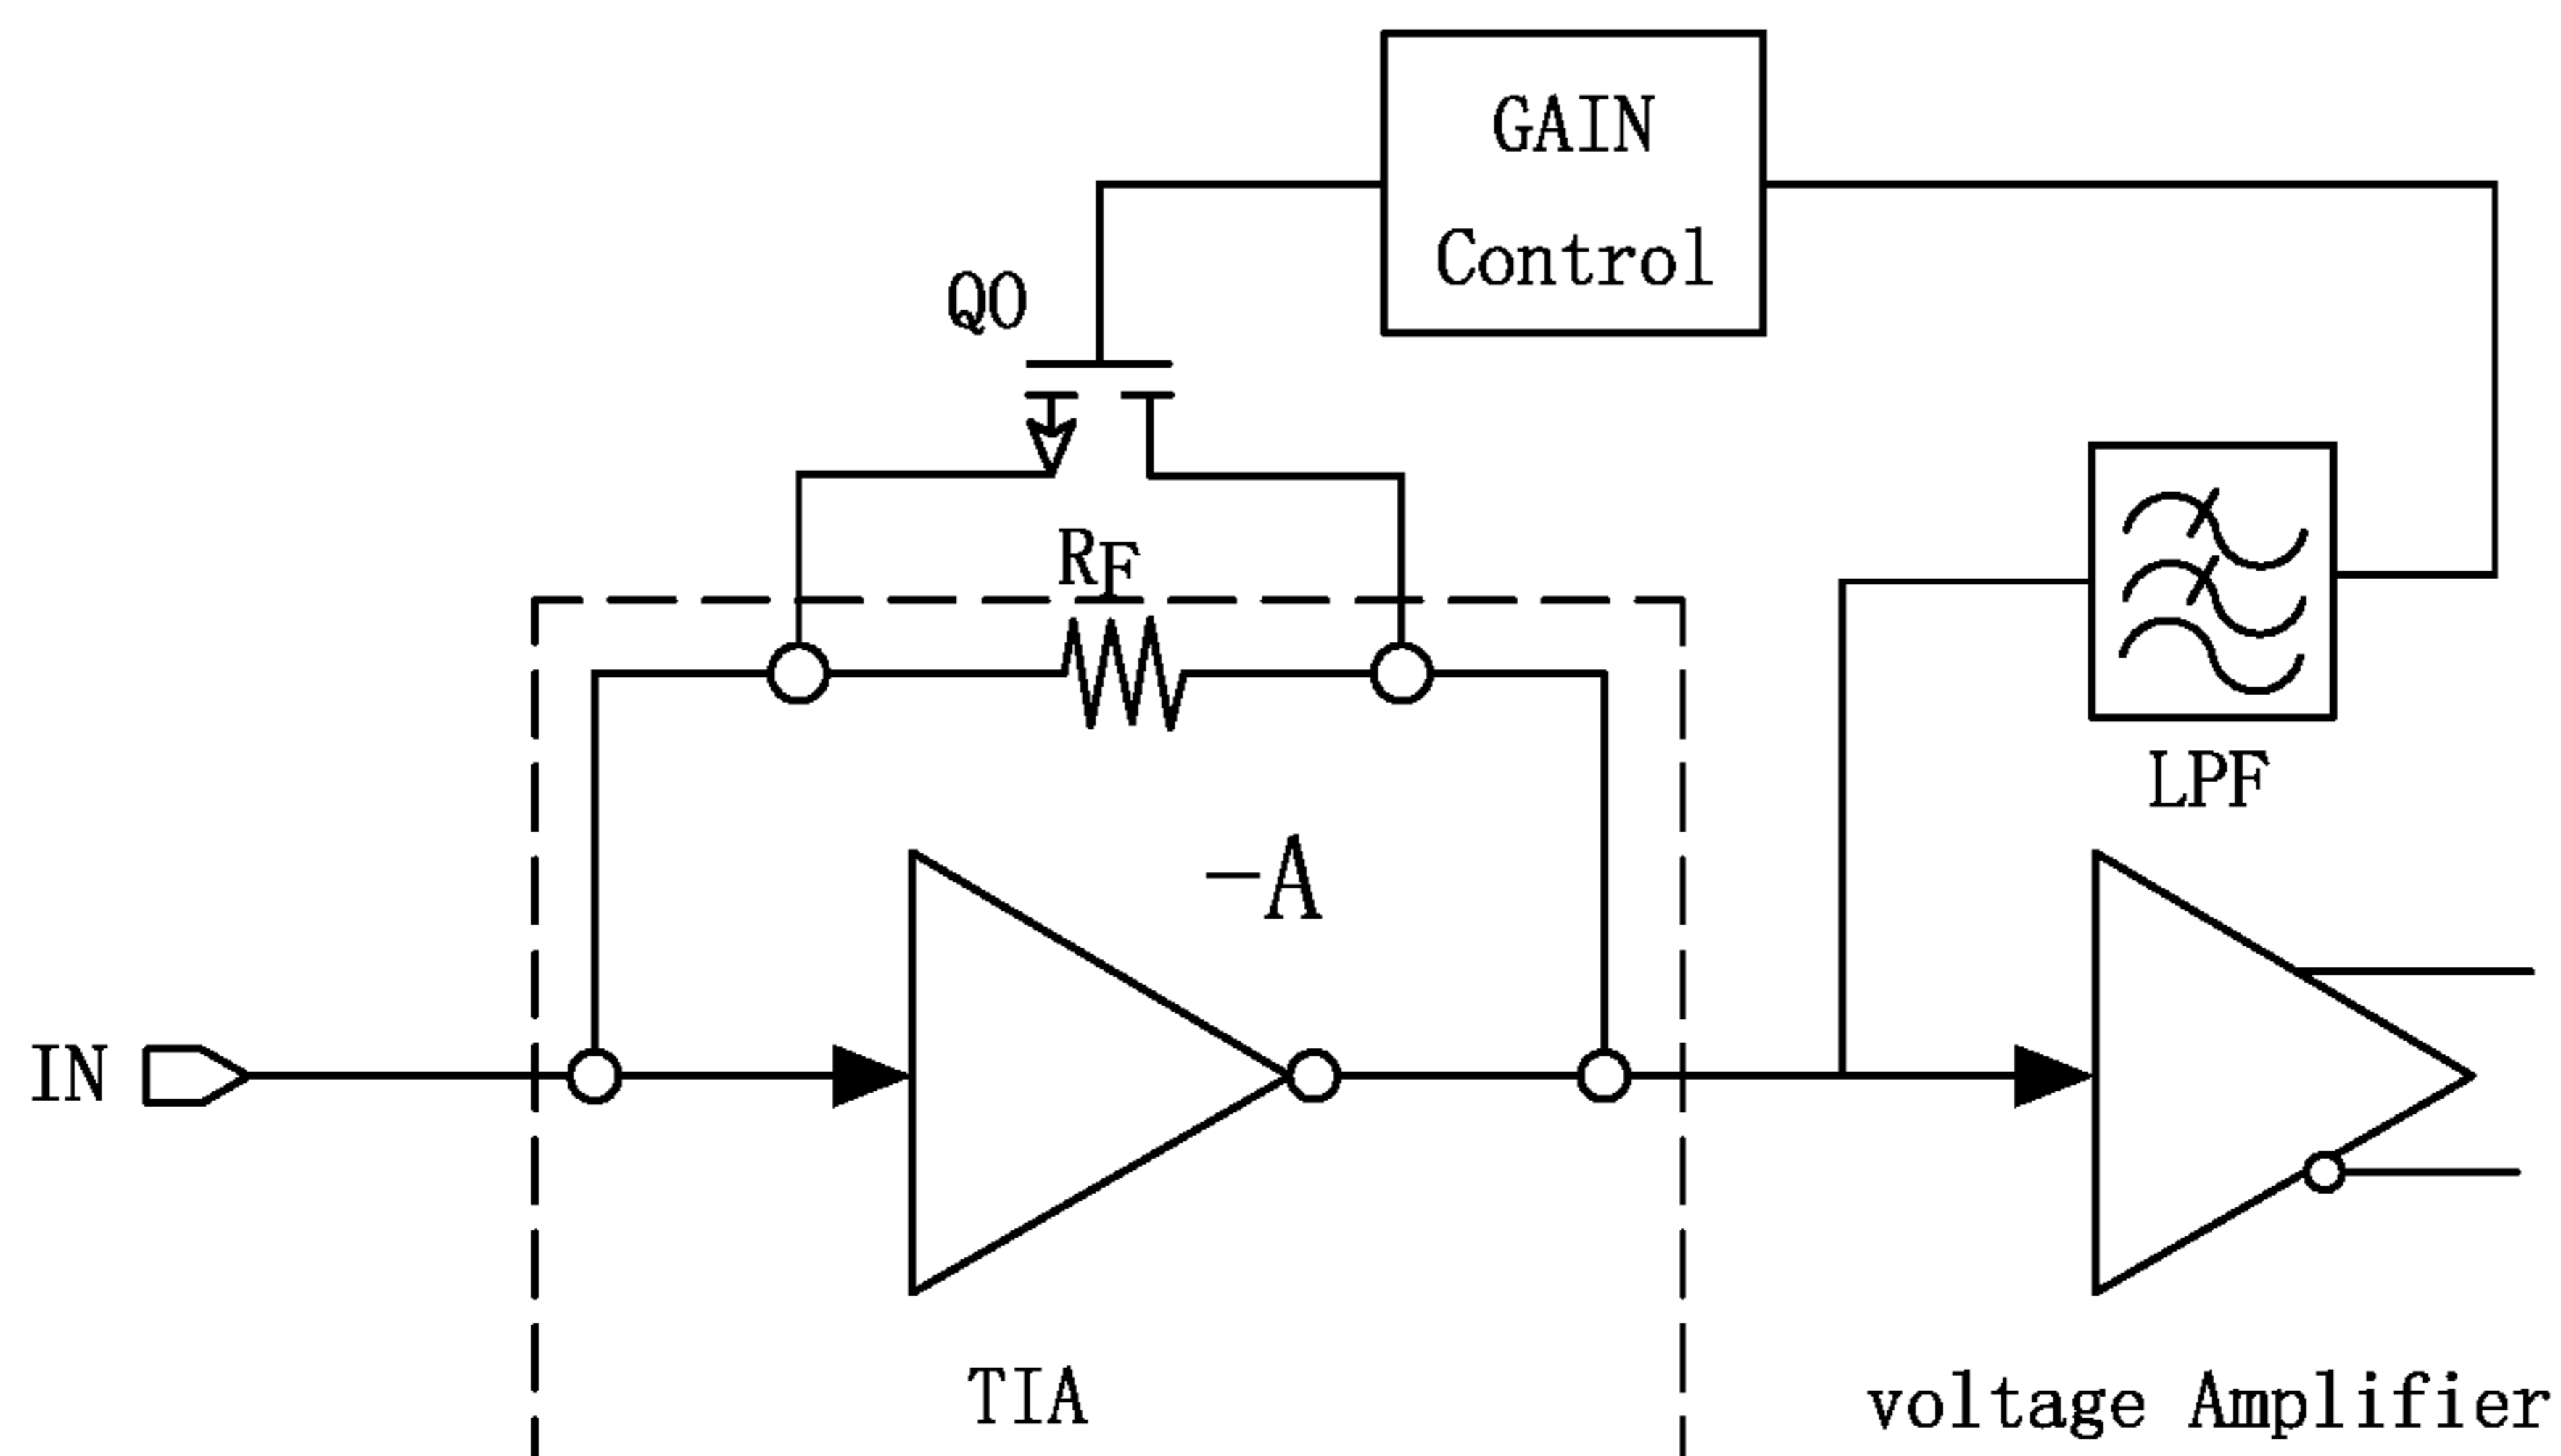 GAIN
Control
Q0
RF
LPF
-A
IN
TIA
voltage Amplifier